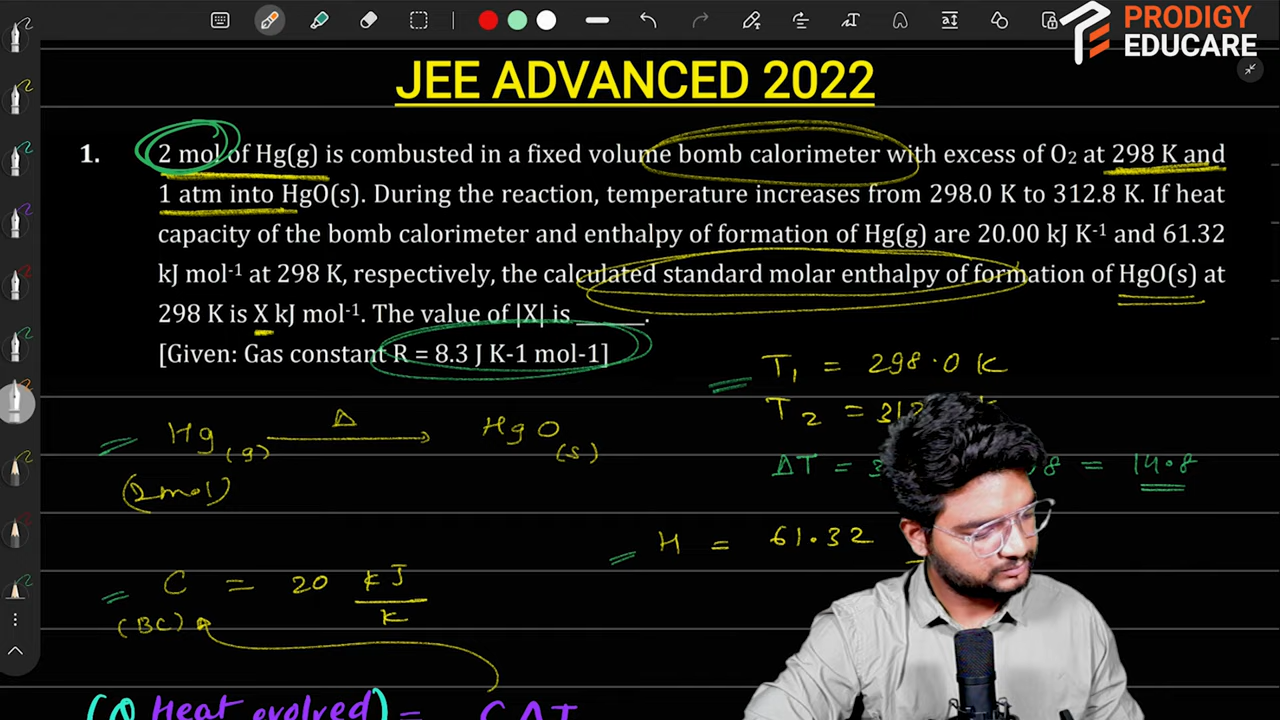 PRODIGY
EDUCARE
JEE ADVANCED 2022
1. 2 mol of Hg(g) is combusted in a fixed volume bomb calorimeter with excess of O₂ at 298 K and
1 atm into HgO(s). During the reaction, temperature increases from 298.0 K to 312.8 K. If heat
capacity of the bomb calorimeter and enthalpy of formation of Hg(g) are 20.00 kJ K⁻¹ and 61.32
kJ mol⁻¹ at 298 K, respectively, the calculated standard molar enthalpy of formation of HgO(s) at
298 K is X kJ mol⁻¹. The value of |X| is ______.
[Given: Gas constant R = 8.3 J K-1 mol-1]
T₁ = 298.0 K
T₂ = 31
= Hg(g) Δ→ HgO(s)
(2mol)
ΔT = 8 = 14.8
= H = 61.32
= C (BC) = 20 kJ/K
(Q Heat evolved) = CΔT